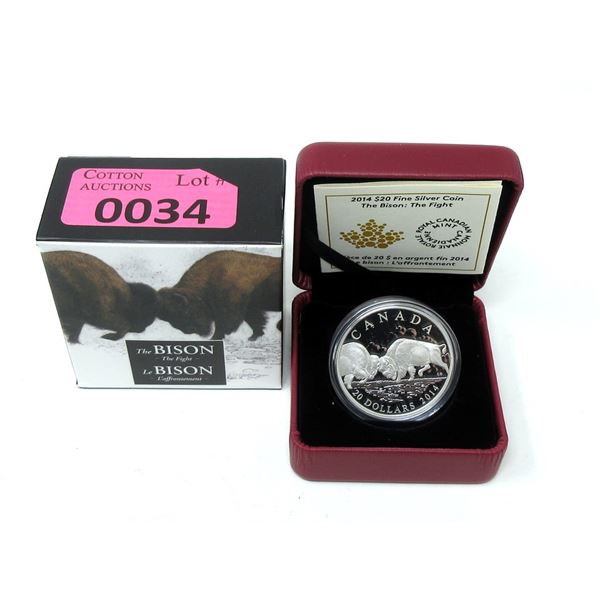 COTTON
AUCTIONS
Lot #
0034
The BISON
The Fight
Le BISON
L'affrontement
2014 $20 Fine Silver Coin
The Bison: The Fight
ROYAL CANADIAN MINT
MONNAIE ROYALE CANADIENNE
èce de 20 $ en argent fin 2014
e bison : L'affrontement
CANADA
20 DOLLARS 2014